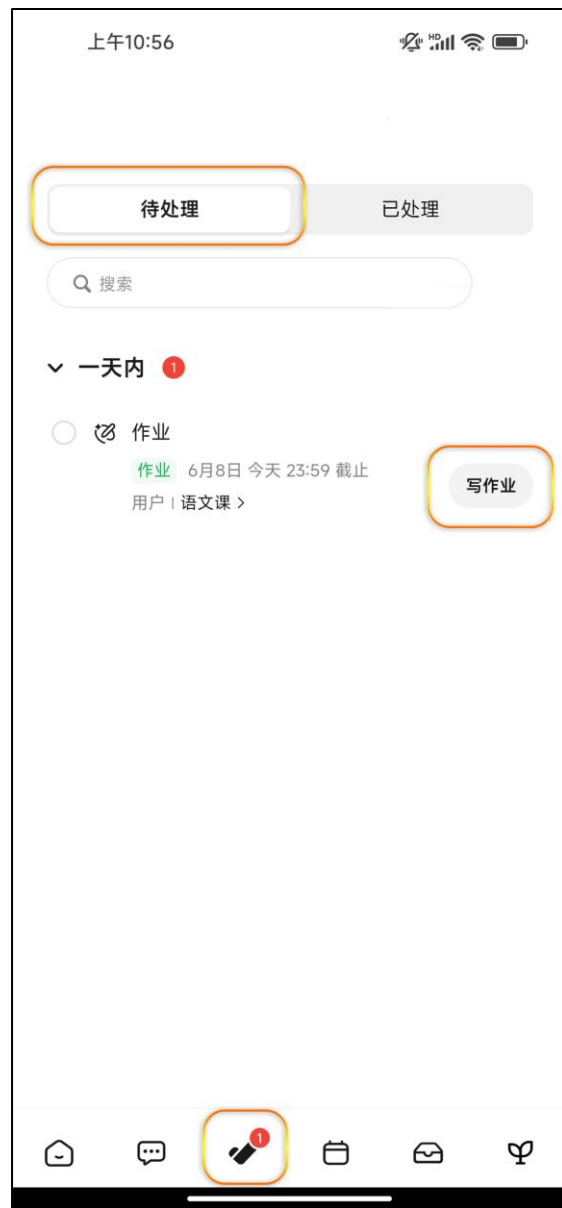 上午10:56
HD
待处理 已处理
搜索
一天内 1
作业
作业 6月8日 今天 23:59 截止
写作业
用户 | 语文课 >
1